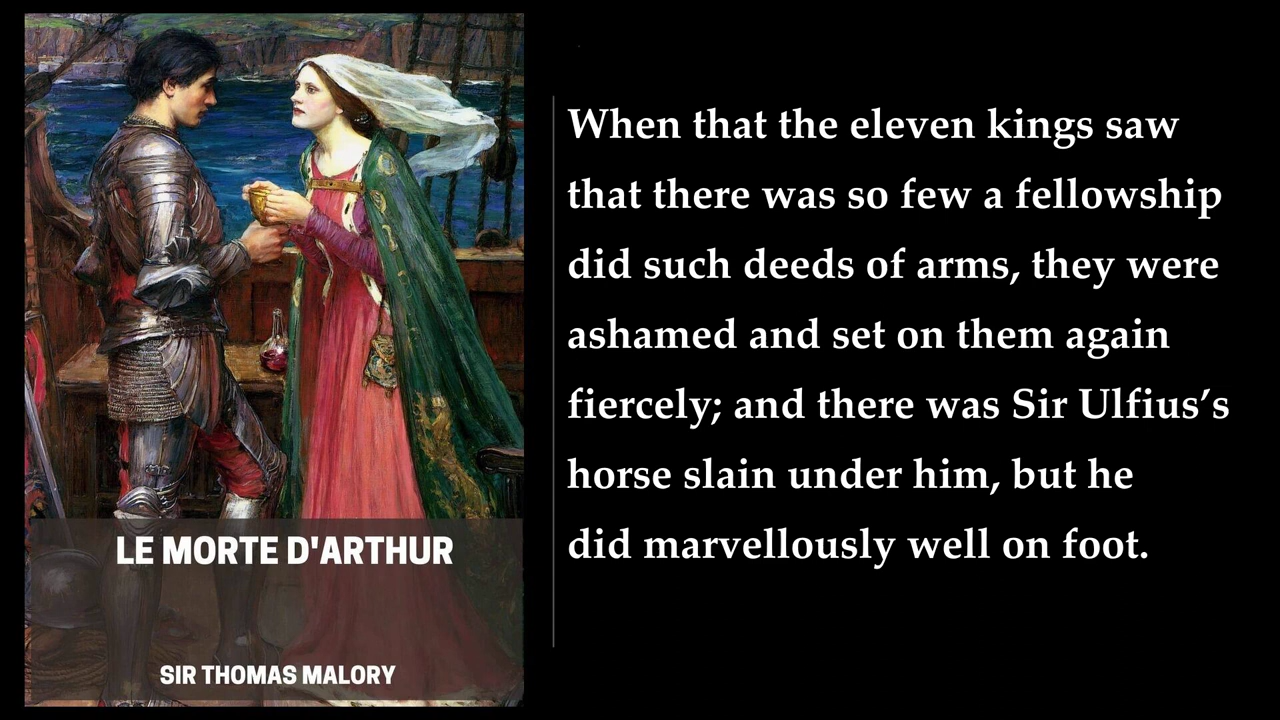 LE MORTE D'ARTHUR
SIR THOMAS MALORY
When that the eleven kings saw
that there was so few a fellowship
did such deeds of arms, they were
ashamed and set on them again
fiercely; and there was Sir Ulfius’s
horse slain under him, but he
did marvellously well on foot.